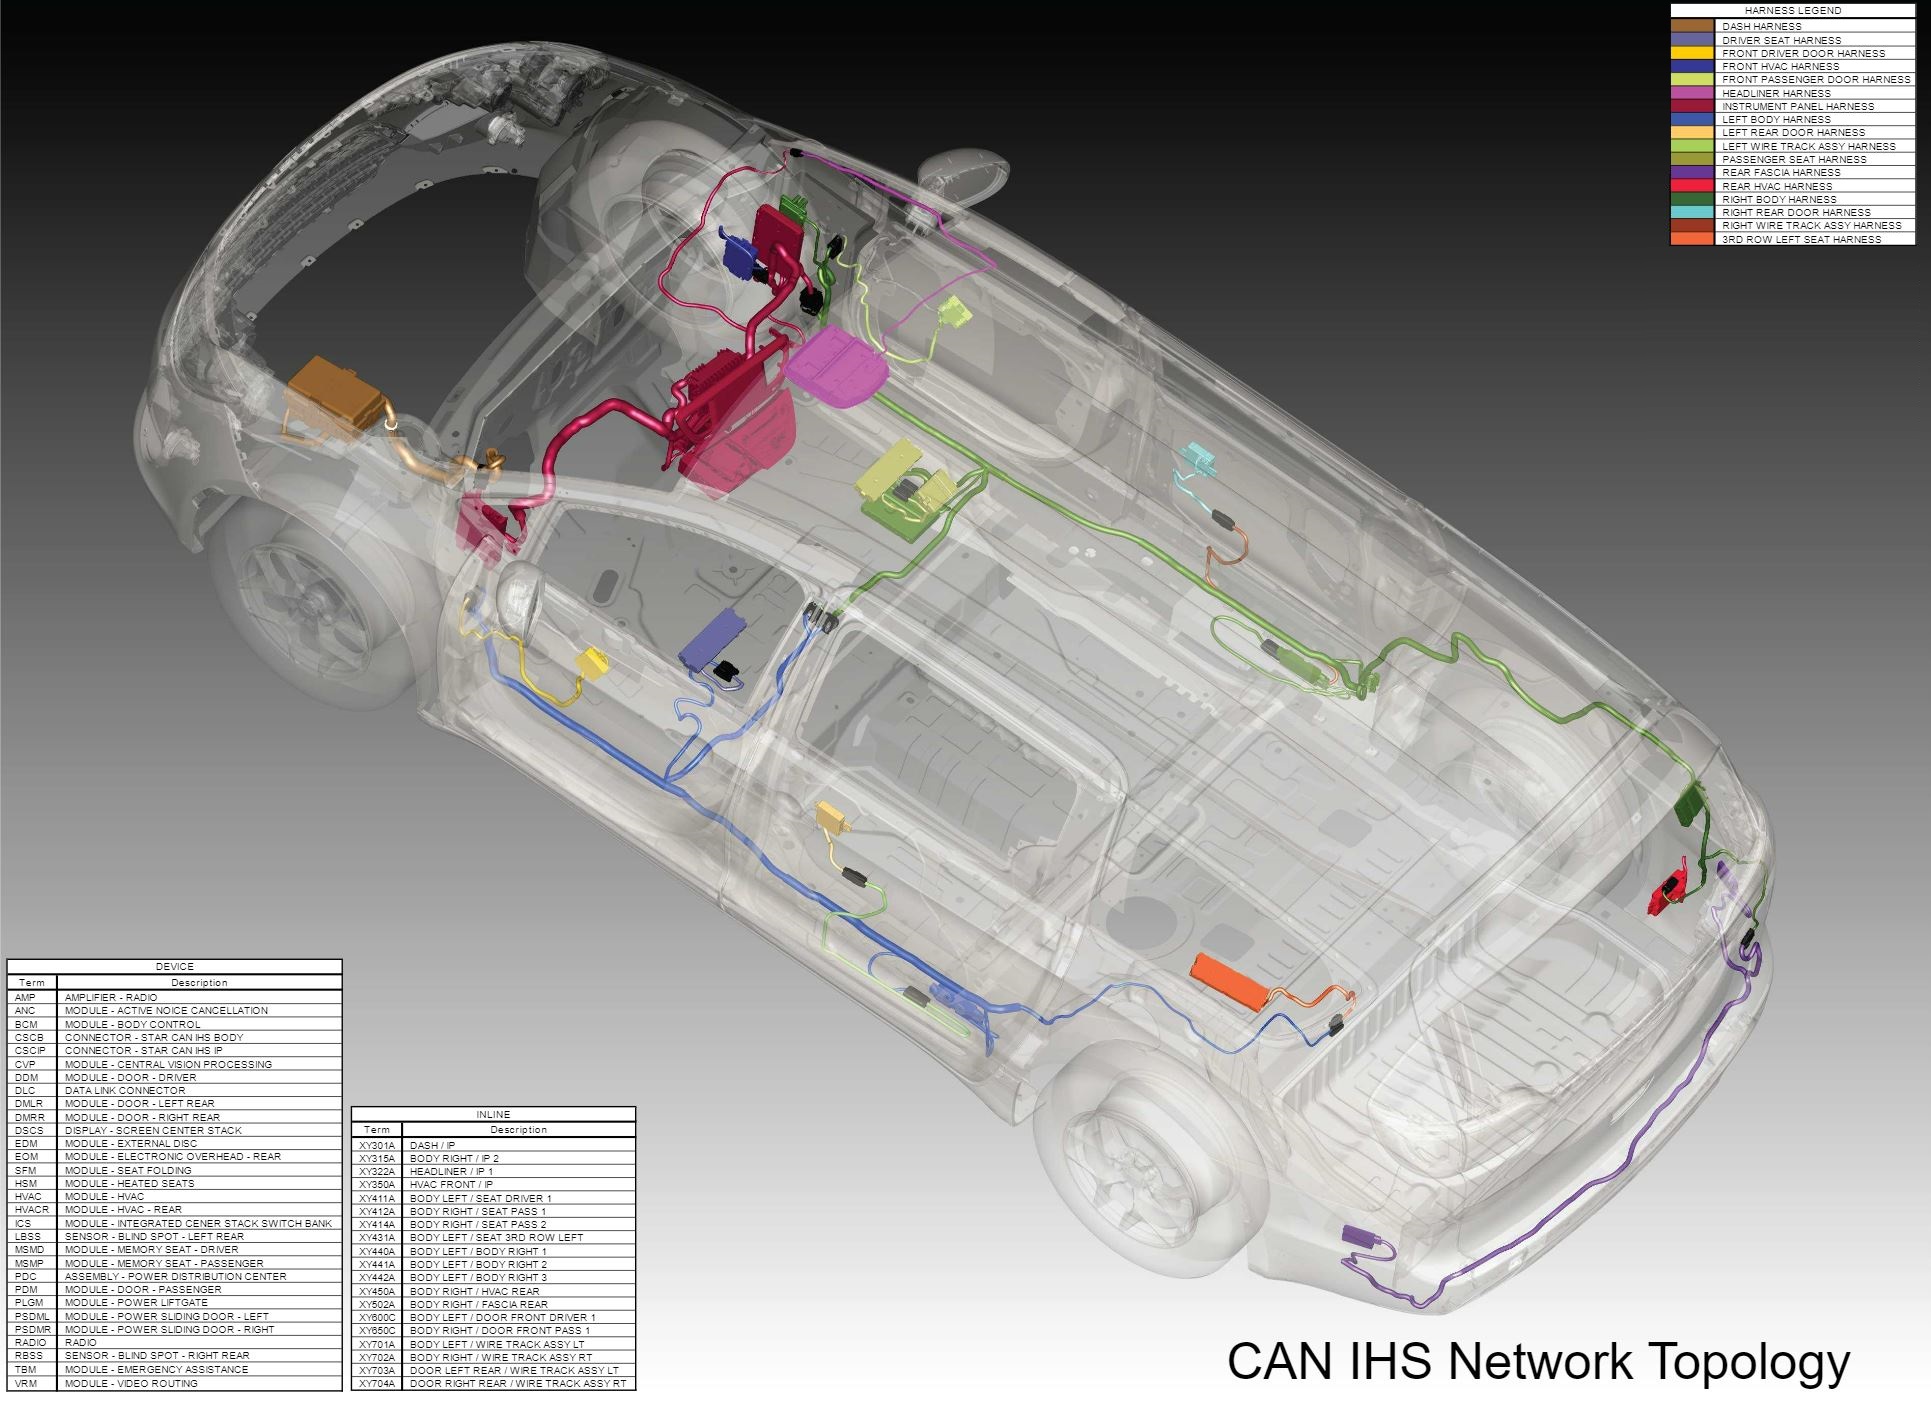 HARNESS LEGEND
DASH HARNESS
DRIVER SEAT HARNESS
FRONT DRIVER DOOR HARNESS
FRONT HVAC HARNESS
FRONT PASSENGER DOOR HARNESS
HEADLINER HARNESS
INSTRUMENT PANEL HARNESS
LEFT BODY HARNESS
LEFT REAR DOOR HARNESS
LEFT WIRE TRACK ASSY HARNESS
PASSENGER SEAT HARNESS
REAR FASCIA HARNESS
REAR HVAC HARNESS
RIGHT BODY HARNESS
RIGHT REAR DOOR HARNESS
RIGHT WIRE TRACK ASSY HARNESS
3RD ROW LEFT SEAT HARNESS
DEVICE
Term Description
AMP AMPLIFIER - RADIO
ANC MODULE - ACTIVE NOICE CANCELLATION
BCM MODULE - BODY CONTROL
CSCB CONNECTOR - STAR CAN IHS BODY
CSCIP CONNECTOR - STAR CAN IHS IP
CVP MODULE - CENTRAL VISION PROCESSING
DDM MODULE - DOOR - DRIVER
DLC DATA LINK CONNECTOR
DMLR MODULE - DOOR - LEFT REAR
DMRR MODULE - DOOR - RIGHT REAR
DSCS DISPLAY - SCREEN CENTER STACK
EDM MODULE - EXTERNAL DISC
EOM MODULE - ELECTRONIC OVERHEAD - REAR
SFM MODULE - SEAT FOLDING
HSM MODULE - HEATED SEATS
HVAC MODULE - HVAC
HVACR MODULE - HVAC - REAR
ICS MODULE - INTEGRATED CENER STACK SWITCH BANK
LBSS SENSOR - BLIND SPOT - LEFT REAR
MSMD MODULE - MEMORY SEAT - DRIVER
MSMP MODULE - MEMORY SEAT - PASSENGER
PDC ASSEMBLY - POWER DISTRIBUTION CENTER
PDM MODULE - DOOR - PASSENGER
PLGM MODULE - POWER LIFTGATE
PSDML MODULE - POWER SLIDING DOOR - LEFT
PSDMR MODULE - POWER SLIDING DOOR - RIGHT
RADIO RADIO
RBSS SENSOR - BLIND SPOT - RIGHT REAR
TBM MODULE - EMERGENCY ASSISTANCE
VRM MODULE - VIDEO ROUTING
INLINE
Term Description
XY301A DASH / IP
XY315A BODY RIGHT / IP 2
XY322A HEADLINER / IP 1
XY350A HVAC FRONT / IP
XY411A BODY LEFT / SEAT DRIVER 1
XY412A BODY RIGHT / SEAT PASS 1
XY414A BODY RIGHT / SEAT PASS 2
XY431A BODY LEFT / SEAT 3RD ROW LEFT
XY440A BODY LEFT / BODY RIGHT 1
XY441A BODY LEFT / BODY RIGHT 2
XY442A BODY LEFT / BODY RIGHT 3
XY450A BODY RIGHT / HVAC REAR
XY502A BODY RIGHT / FASCIA REAR
XY600C BODY LEFT / DOOR FRONT DRIVER 1
XY650C BODY RIGHT / DOOR FRONT PASS 1
XY701A BODY LEFT / WIRE TRACK ASSY LT
XY702A BODY RIGHT / WIRE TRACK ASSY RT
XY703A DOOR LEFT REAR / WIRE TRACK ASSY LT
XY704A DOOR RIGHT REAR / WIRE TRACK ASSY RT
CAN IHS Network Topology